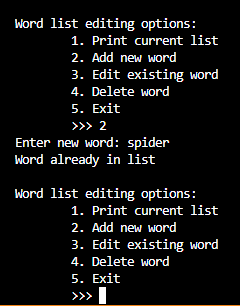 Word list editing options:
1. Print current list
2. Add new word
3. Edit existing word
4. Delete word
5. Exit
>>> 2
Enter new word: spider
Word already in list
Word list editing options:
1. Print current list
2. Add new word
3. Edit existing word
4. Delete word
5. Exit
>>>